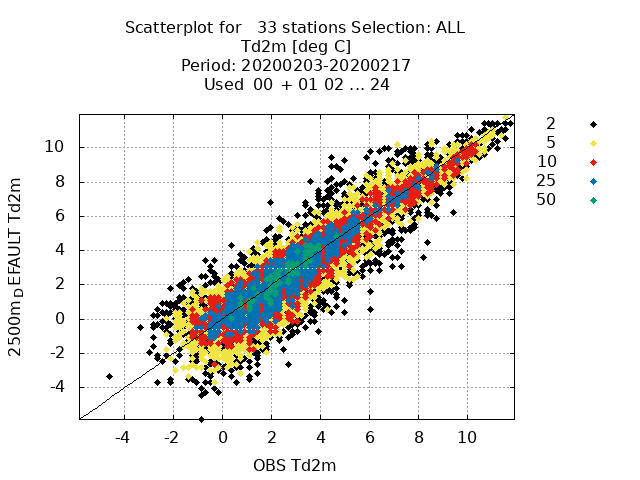 Scatterplot for 33 stations Selection: ALL
Td2m [deg C]
Period: 20200203-20200217
Used 00 + 01 02 ... 24
2
5
10
25
50
10
8
6
4
2
0
-2
-4
2500m_DEFAULT Td2m
-4 -2 0 2 4 6 8 10
OBS Td2m